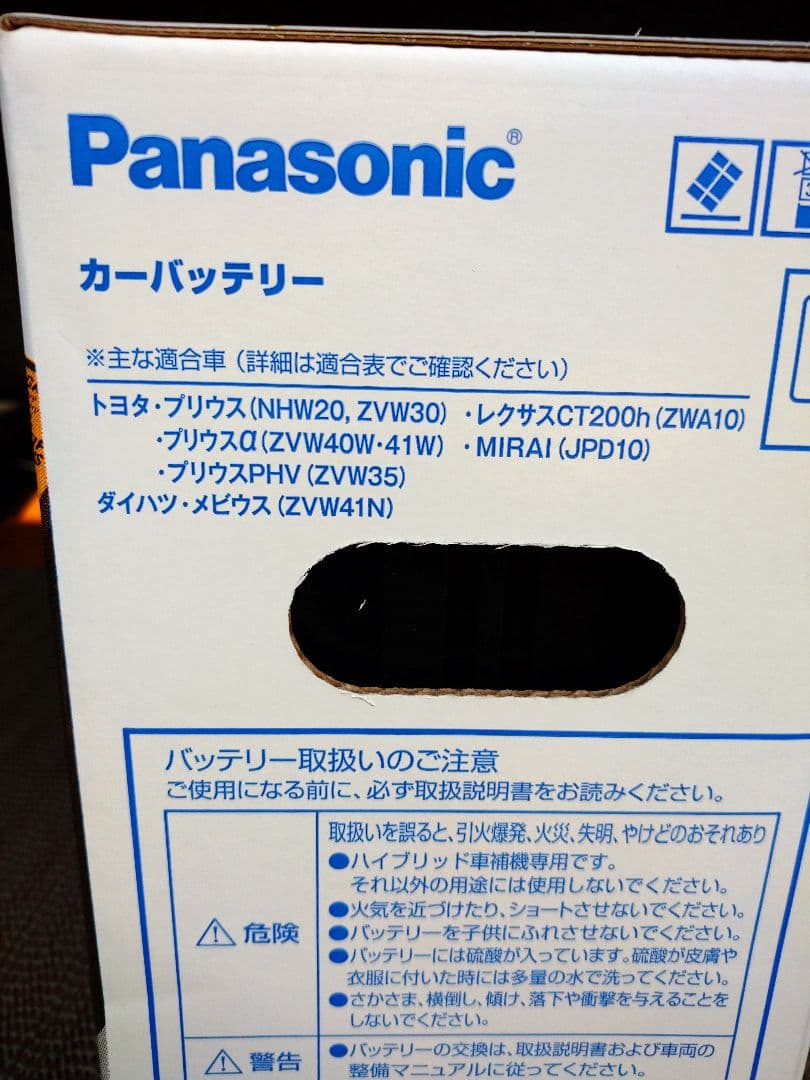 Panasonic®
カーバッテリー
※主な適合車（詳細は適合表でご確認ください）
トヨタ・プリウス(NHW20, ZVW30) ・レクサスCT200h(ZWA10)
・プリウスα(ZVW40W・41W) ・MIRAI(JPD10)
・プリウスPHV(ZVW35)
ダイハツ・メビウス(ZVW41N)
バッテリー取扱いのご注意
ご使用になる前に、必ず取扱説明書をお読みください。
危険
取扱いを誤ると、引火爆発、火災、失明、やけどのおそれあり
●ハイブリッド車補機専用です。
それ以外の用途には使用しないでください。
●火気を近づけたり、ショートさせないでください。
●バッテリーを子供にふれさせないでください。
●バッテリーには硫酸が入っています。硫酸が皮膚や
衣服に付いた時には多量の水で洗ってください。
●さかさま、横倒し、傾け、落下や衝撃を与えることを
しないでください。
警告
●バッテリーの交換は、取扱説明書および車両の
整備マニュアルに従ってください。